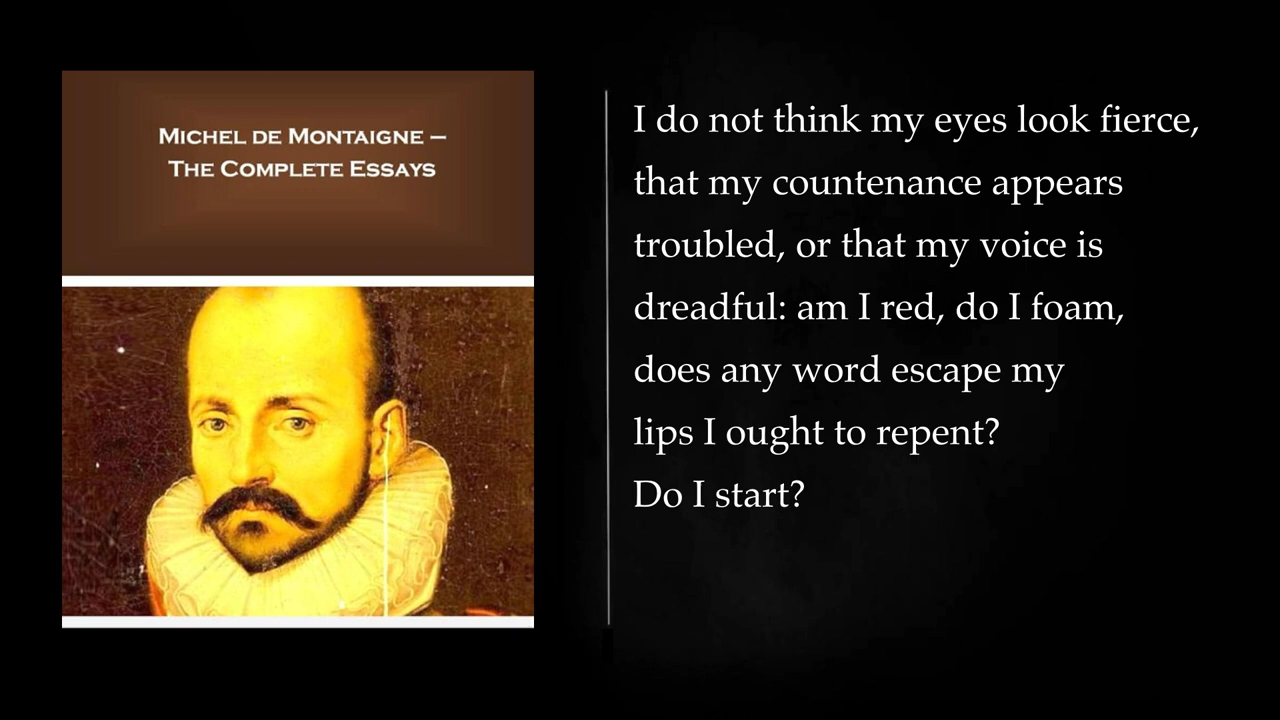 MICHEL DE MONTAIGNE –
THE COMPLETE ESSAYS
I do not think my eyes look fierce,
that my countenance appears
troubled, or that my voice is
dreadful: am I red, do I foam,
does any word escape my
lips I ought to repent?
Do I start?